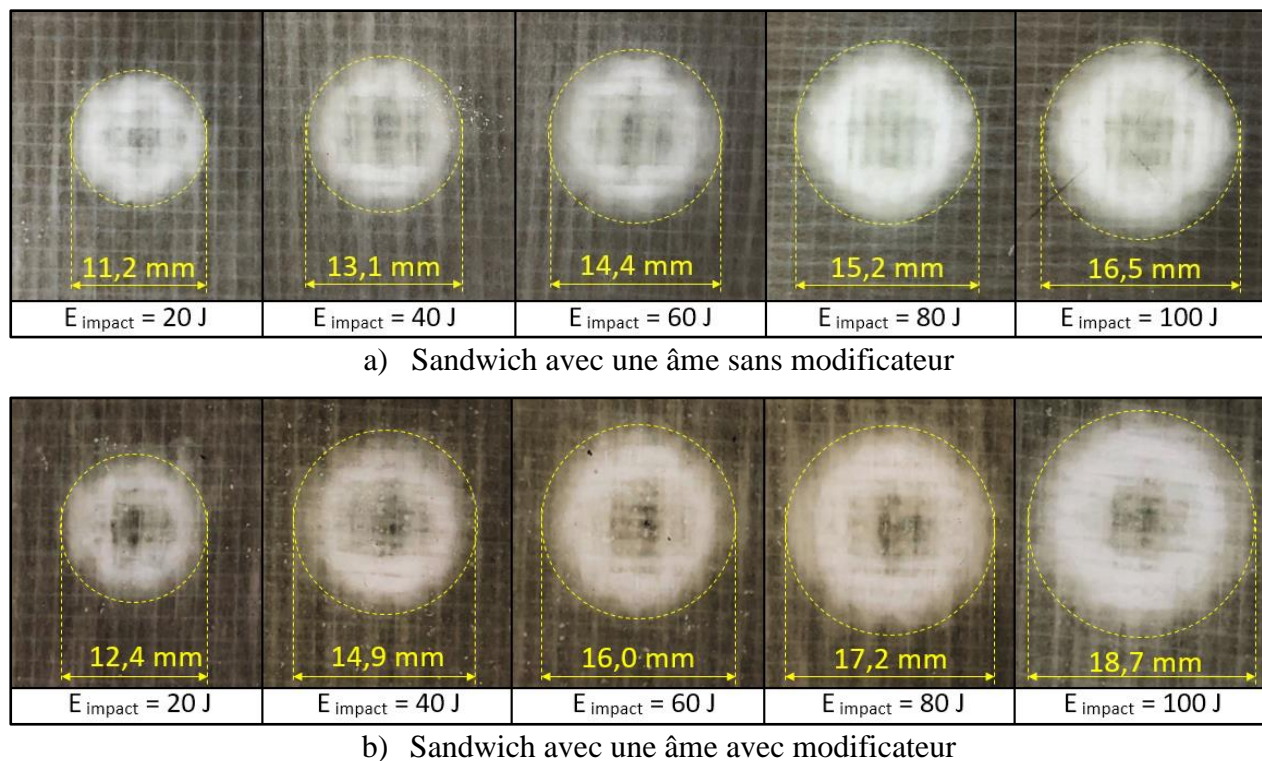 11,2 mm 13,1 mm 14,4 mm 15,2 mm 16,5 mm
E impact = 20 J E impact = 40 J E impact = 60 J E impact = 80 J E impact = 100 J
a) Sandwich avec une âme sans modificateur
12,4 mm 14,9 mm 16,0 mm 17,2 mm 18,7 mm
E impact = 20 J E impact = 40 J E impact = 60 J E impact = 80 J E impact = 100 J
b) Sandwich avec une âme avec modificateur